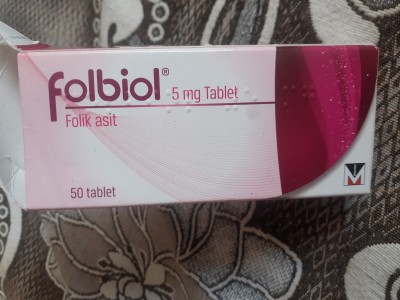 folbiol®
5 mg Tablet
Folik asit
50 tablet